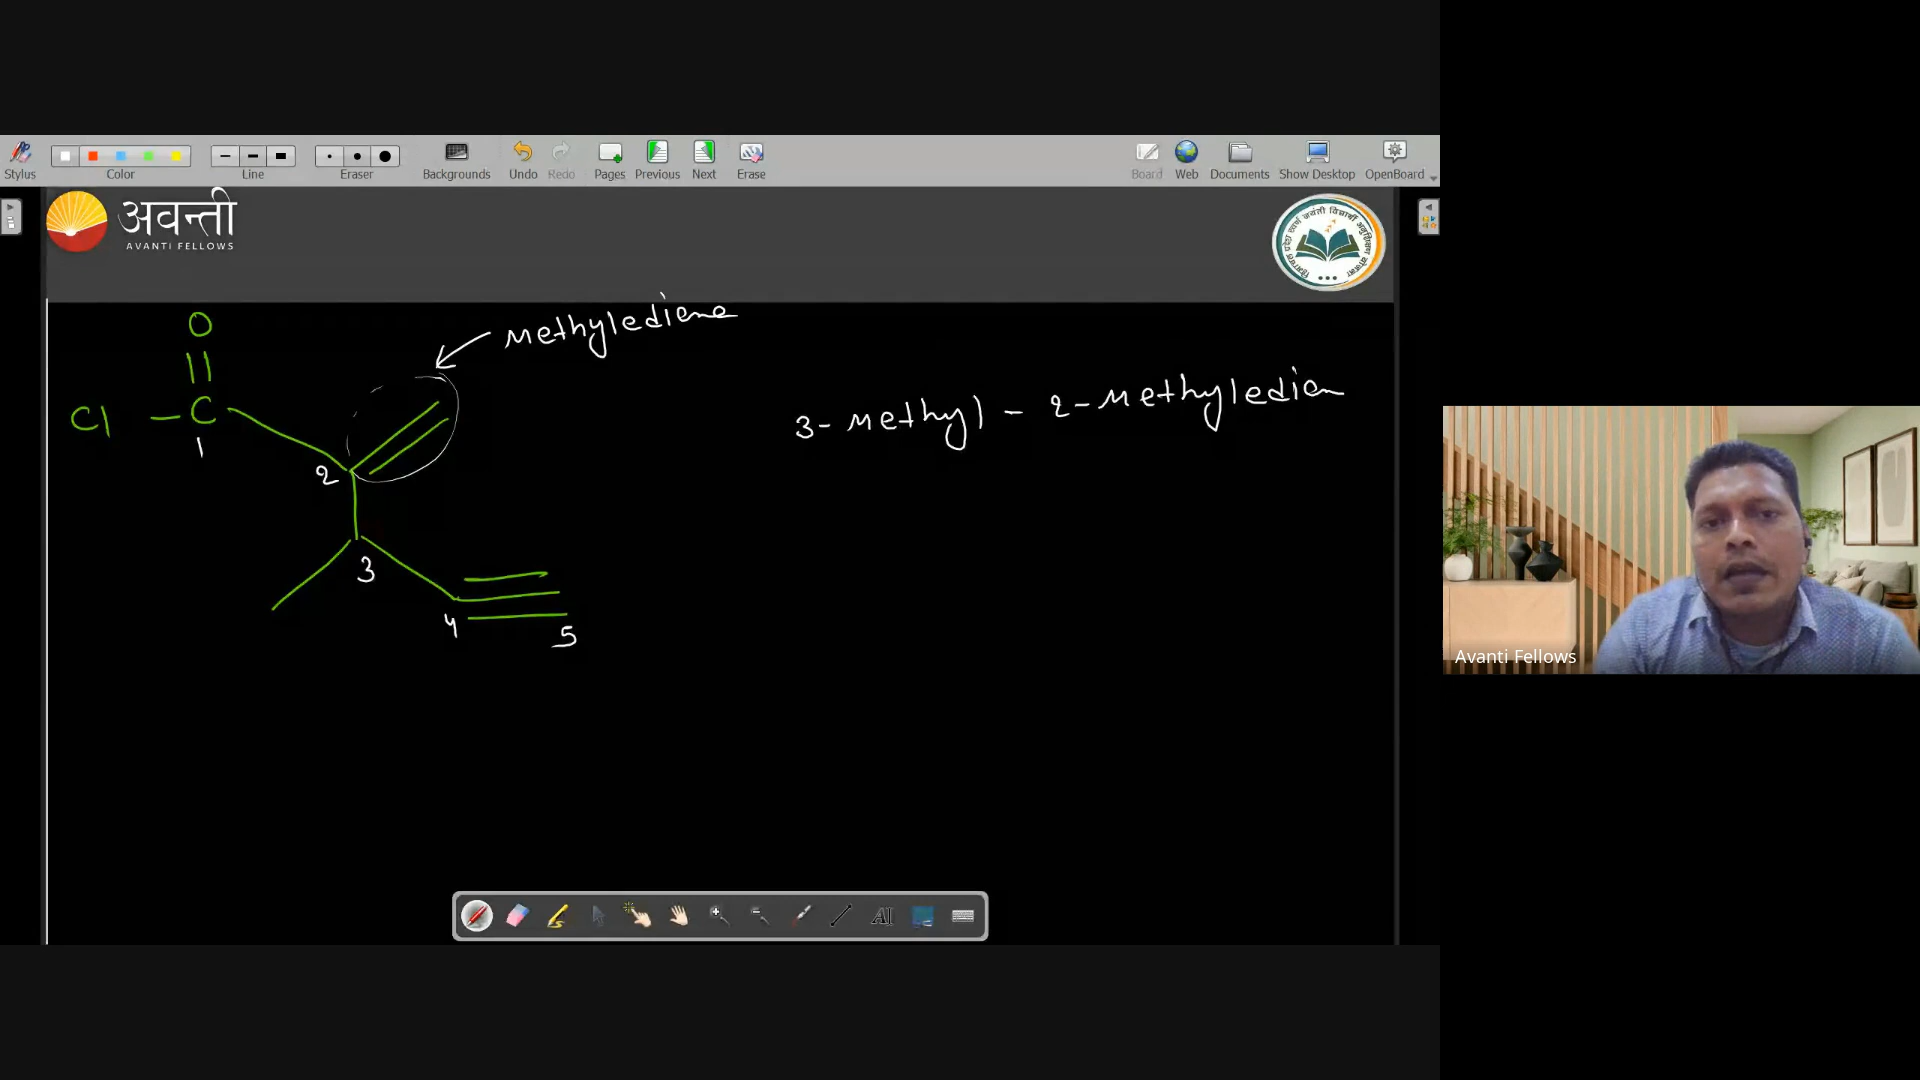 Stylus
Color
Line
Eraser
Backgrounds
Undo
Redo
Pages
Previous
Next
Erase
Board
Web
Documents
Show Desktop
OpenBoard
अवन्ती
AVANTI FELLOWS
O
Cl – C
1
2
3
4
5
methylediene
3- methyl - 2-methyledien
AI
Avanti Fellows